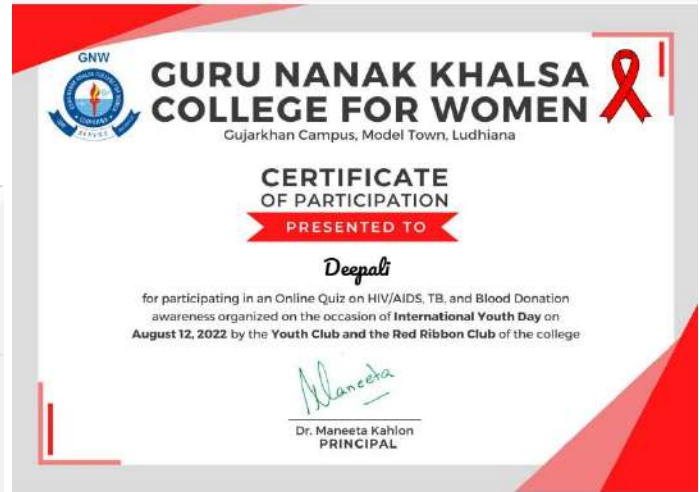 GNW
GURU NANAK KHALSA
COLLEGE FOR WOMEN
Gujarkhan Campus, Model Town, Ludhiana
CERTIFICATE
OF PARTICIPATION
PRESENTED TO
Deepali
for participating in an Online Quiz on HIV/AIDS, TB, and Blood Donation
awareness organized on the occasion of International Youth Day on
August 12, 2022 by the Youth Club and the Red Ribbon Club of the college
Maneeta
Dr. Maneeta Kahlon
PRINCIPAL